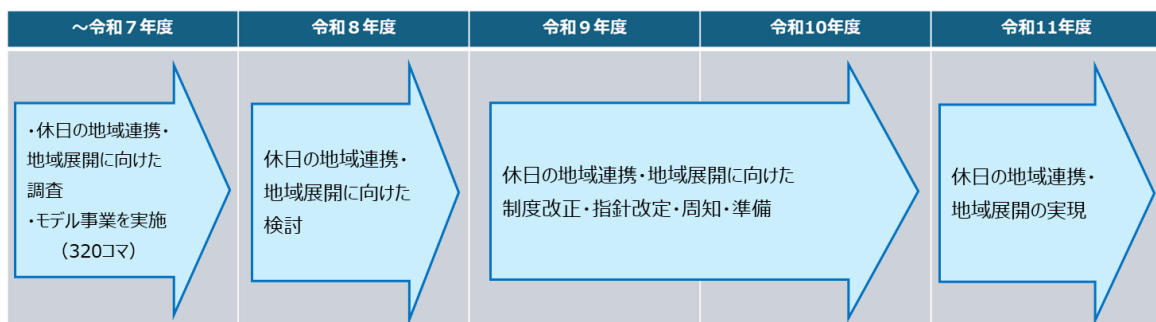 ～令和７年度
令和８年度
令和９年度
令和10年度
令和11年度
・休日の地域連携・
地域展開に向けた
調査
・モデル事業を実施
（320コマ）
休日の地域連携・
地域展開に向けた
検討
休日の地域連携・地域展開に向けた
制度改正・指針改定・周知・準備
休日の地域連携・
地域展開の実現